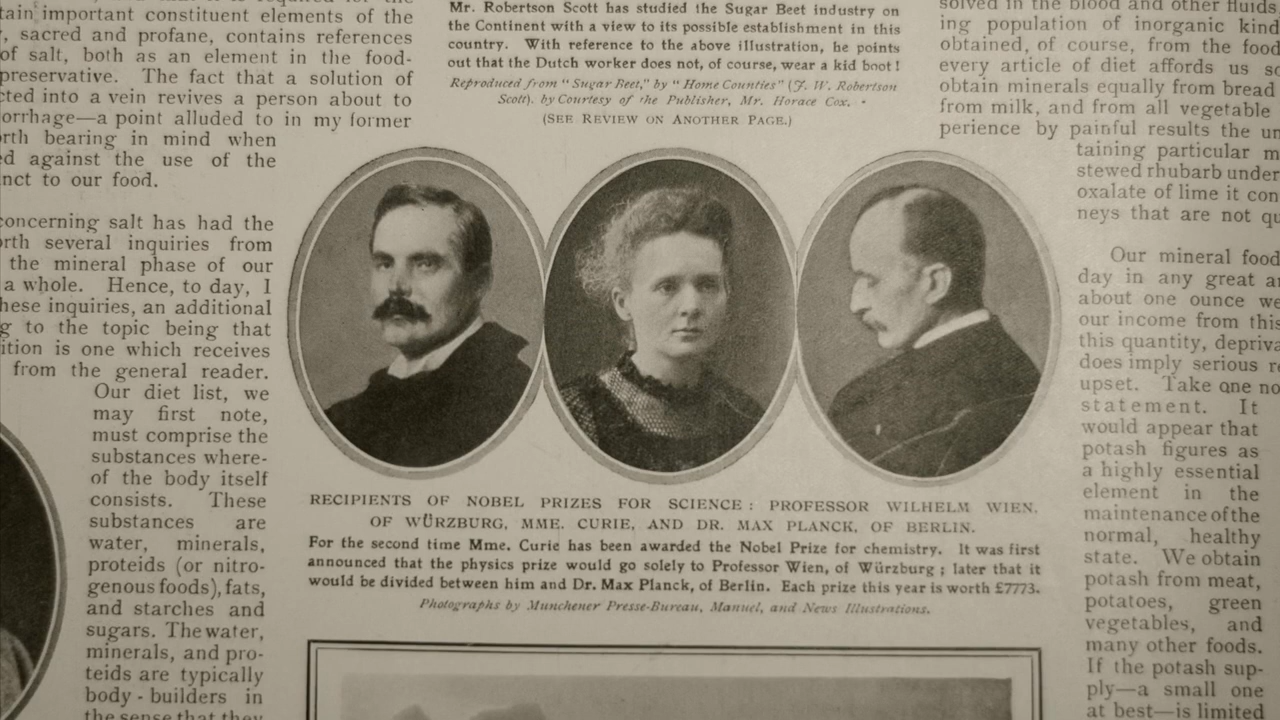 tain important constituent elements of the
, sacred and profane, contains references
of salt, both as an element in the food-
preservative. The fact that a solution of
cted into a vein revives a person about to
orrhage—a point alluded to in my former
rth bearing in mind when
ed against the use of the
nct to our food.
concerning salt has had the
rth several inquiries from
the mineral phase of our
a whole. Hence, to day, I
hese inquiries, an additional
g to the topic being that
ition is one which receives
from the general reader.
Our diet list, we
may first note,
must comprise the
substances where-
of the body itself
consists. These
substances are
water, minerals,
proteids (or nitro-
genous foods), fats,
and starches and
sugars. The water,
minerals, and pro-
teids are typically
body-builders in
the sense that they
Mr. Robertson Scott has studied the Sugar Beet industry on
the Continent with a view to its possible establishment in this
country. With reference to the above illustration, he points
out that the Dutch worker does not, of course, wear a kid boot!
Reproduced from "Sugar Beet," by "Home Counties" (J. W. Robertson
Scott). by Courtesy of the Publisher, Mr. Horace Cox.
(SEE REVIEW ON ANOTHER PAGE.)
RECIPIENTS OF NOBEL PRIZES FOR SCIENCE: PROFESSOR WILHELM WIEN,
OF WÜRZBURG, MME. CURIE, AND DR. MAX PLANCK, OF BERLIN.
For the second time Mme. Curie has been awarded the Nobel Prize for chemistry. It was first
announced that the physics prize would go solely to Professor Wien, of Würzburg; later that it
would be divided between him and Dr. Max Planck, of Berlin. Each prize this year is worth £7773.
Photographs by Munchener Presse-Bureau, Manuel, and News Illustrations.
solved in the blood and other fluids
ing population of inorganic kind
obtained, of course, from the food
every article of diet affords us so
obtain minerals equally from bread
from milk, and from all vegetable
perience by painful results the un
taining particular m
stewed rhubarb under
oxalate of lime it con
neys that are not qu
Our mineral food
day in any great a
about one ounce we
our income from this
this quantity, depriva
does imply serious re
upset. Take one no
statement. It
would appear that
potash figures as
a highly essential
element in the
maintenance of the
normal, healthy
state. We obtain
potash from meat,
potatoes, green
vegetables, and
many other foods.
If the potash sup-
ply—a small one
at best—is limited